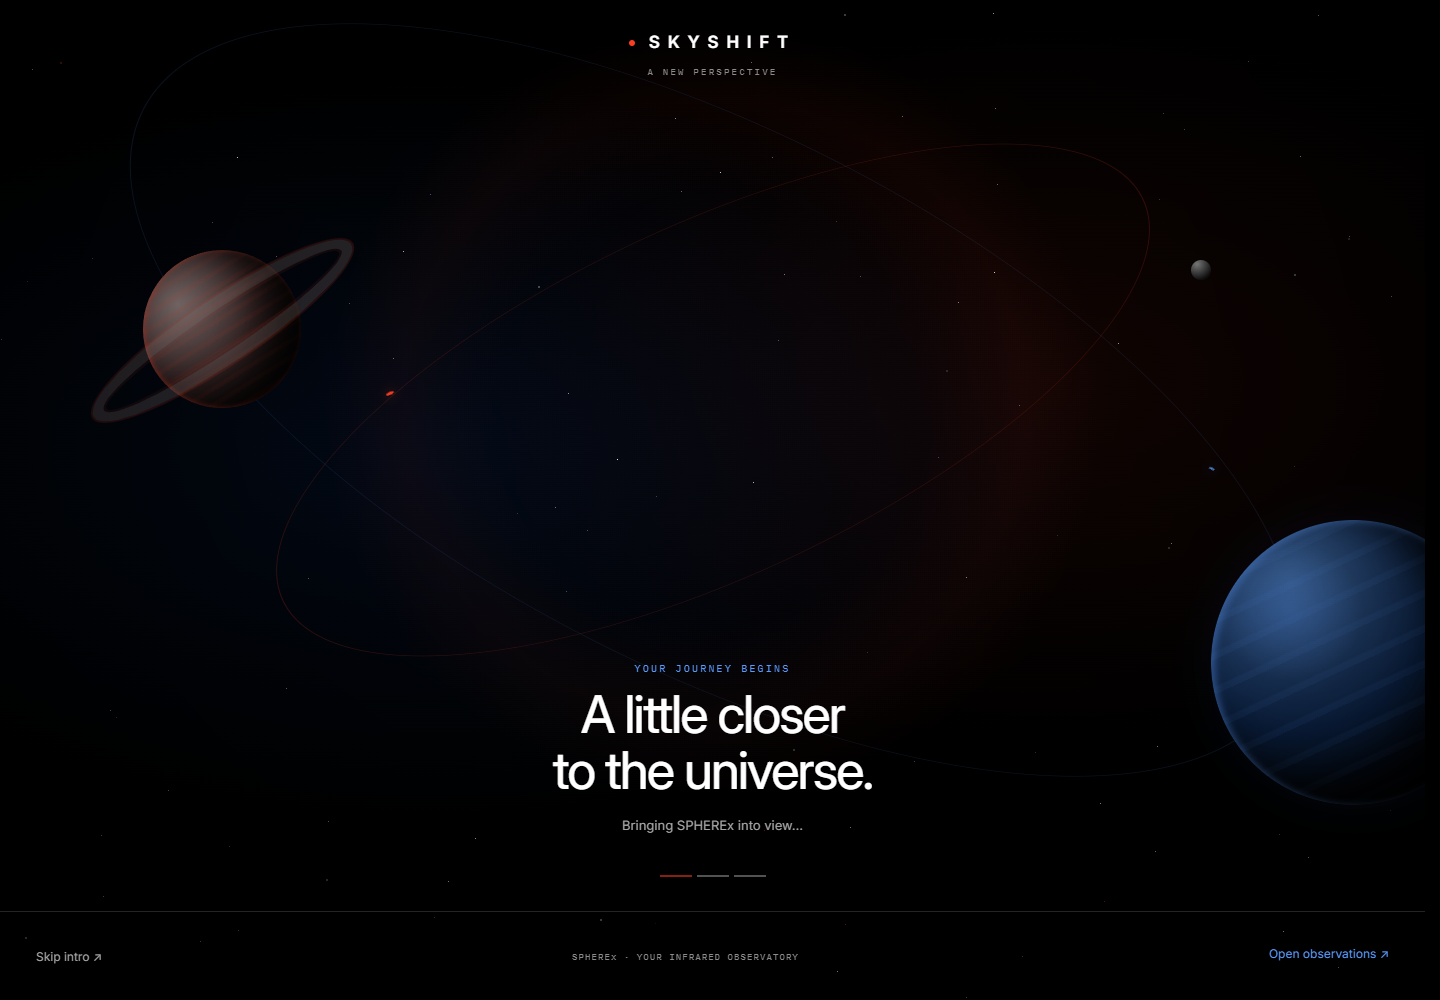 SKYSHIFT
A NEW PERSPECTIVE
YOUR JOURNEY BEGINS
A little closer
to the universe.
Bringing SPHEREx into view...
Skip intro ↗
SPHEREx · YOUR INFRARED OBSERVATORY
Open observations ↗